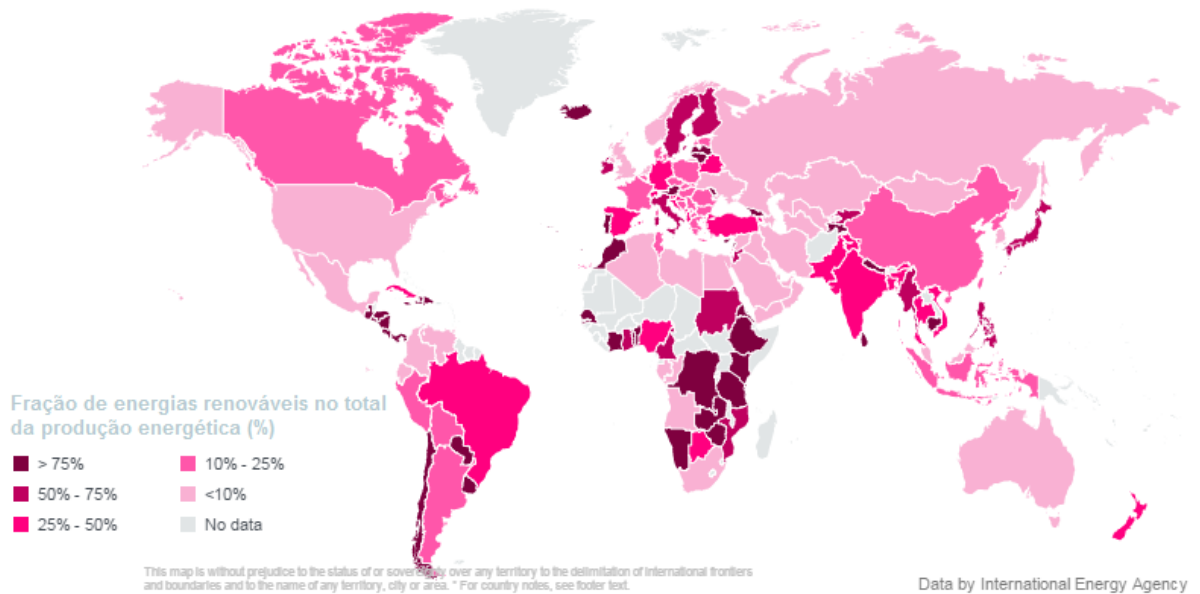 Fração de energias renováveis no total
da produção energética (%)
> 75%
50% - 75%
25% - 50%
10% - 25%
<10%
No data
This map is without prejudice to the status of or sovereignty over any territory to the delimitation of international frontiers
and boundaries and to the name of any territory, city or area. * For country notes, see footer text.
Data by International Energy Agency